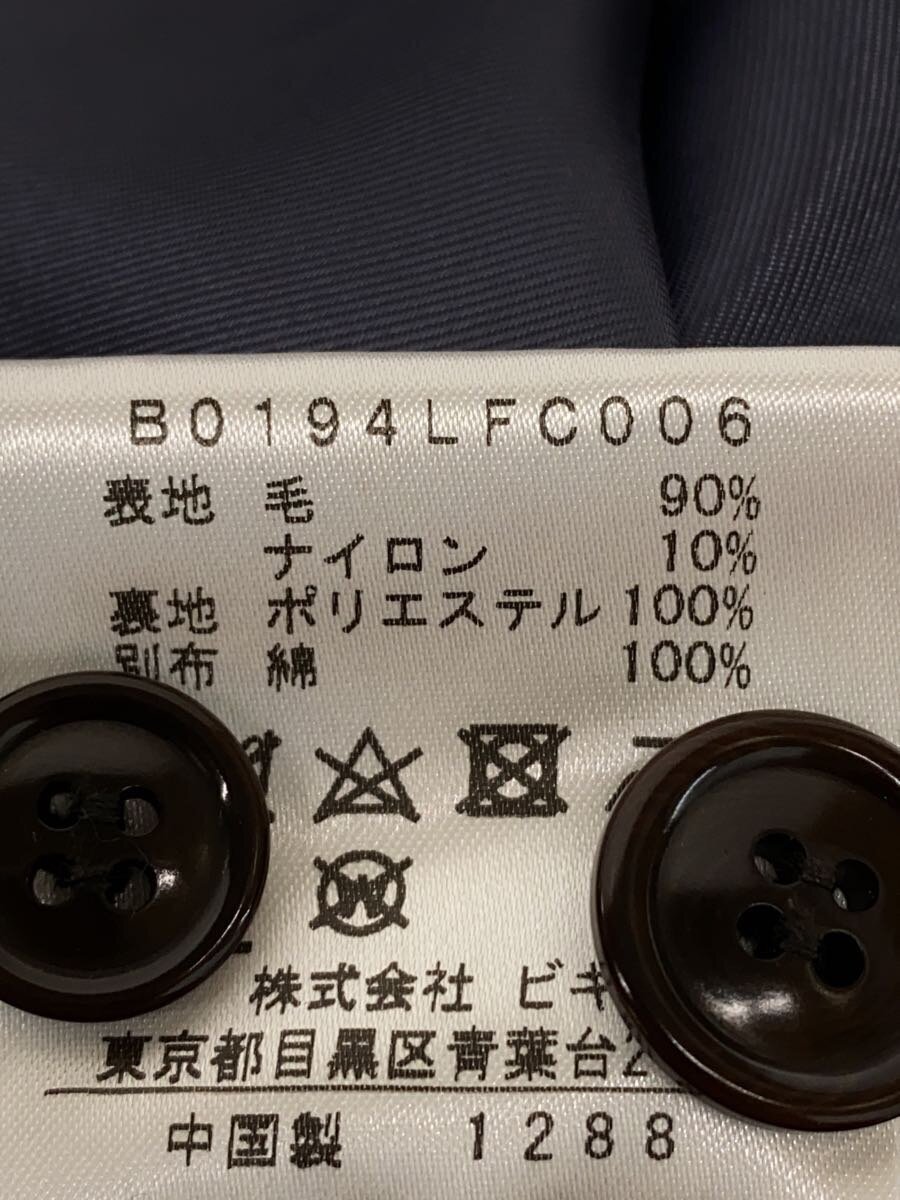 B0194LFC006
表地 毛 90%
ナイロン 10%
裏地 ポリエステル 100%
別布 綿 100%
W
株式会社 ビギ
東京都目黒区青葉台2
中国製 1288